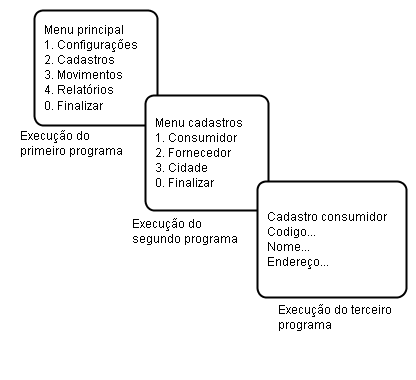 Menu principal
1. Configurações
2. Cadastros
3. Movimentos
4. Relatórios
0. Finalizar
Execução do
primeiro programa
Menu cadastros
1. Consumidor
2. Fornecedor
3. Cidade
0. Finalizar
Execução do
segundo programa
Cadastro consumidor
Codigo...
Nome...
Endereço...
Execução do terceiro
programa